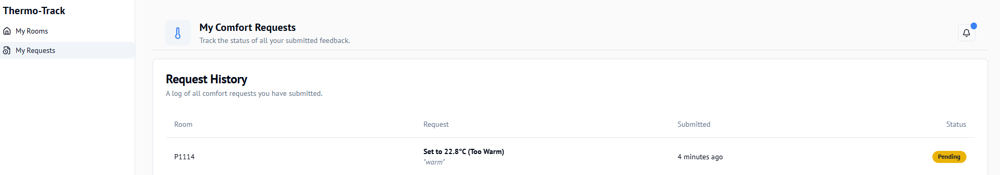 Thermo-Track
My Rooms
My Requests
My Comfort Requests
Track the status of all your submitted feedback.
Request History
A log of all comfort requests you have submitted.
Room Request Submitted Status
P1114 Set to 22.8°C (Too Warm) 4 minutes ago Pending
"warm"